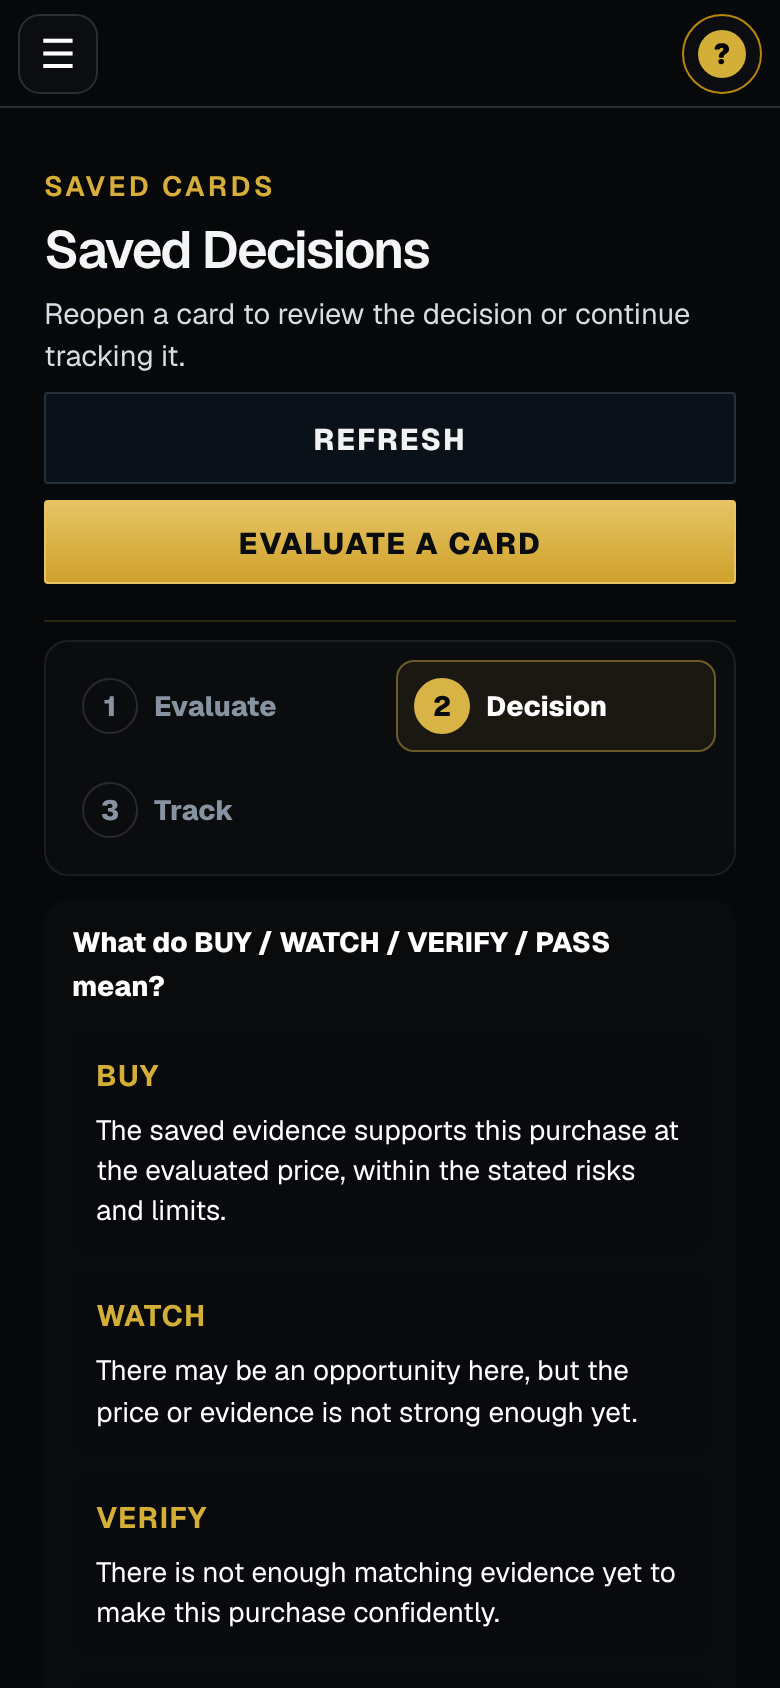 ☰
?
SAVED CARDS
Saved Decisions
Reopen a card to review the decision or continue
tracking it.
REFRESH
EVALUATE A CARD
1 Evaluate
2 Decision
3 Track
What do BUY / WATCH / VERIFY / PASS
mean?
BUY
The saved evidence supports this purchase at
the evaluated price, within the stated risks
and limits.
WATCH
There may be an opportunity here, but the
price or evidence is not strong enough yet.
VERIFY
There is not enough matching evidence yet to
make this purchase confidently.